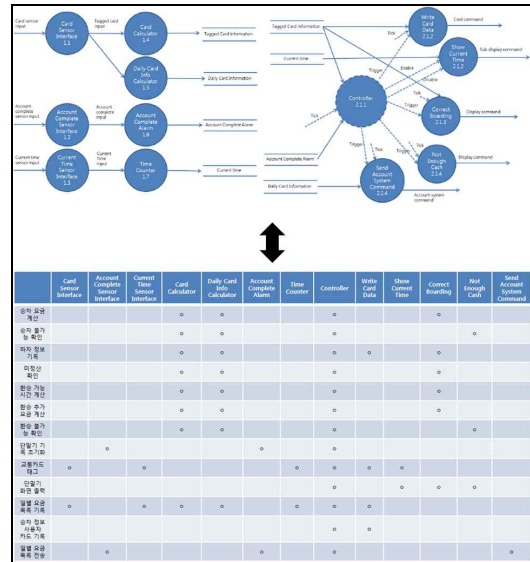 Card sensor input
Card Sensor Interface 1.1
Tagged card input
Card Calculator 1.4
Tagged Card Information
Daily Card Info Calculator 1.5
Daily Card Information
Account complete sensor input
Account Complete Sensor Interface 1.2
Account complete input
Account Complete Alarm 1.6
Account Complete Alarm
Current time sensor input
Current Time Sensor Interface 1.3
Current Time input
Time Counter 1.7
Current time
Tagged Card Information
Write Card Data 2.1.2
Card command
Current time
Tick
Show Current Time 2.1.2
Sub display command
Trigger
Enable
Disable
Controller 2.1.1
Tick
Trigger
Tick
Correct Boarding 2.1.3
Display command
Trigger
Tick
Not Enough Cash 2.1.4
Display command
Account Complete Alarm
Daily Card Information
Trigger
Tick
Send Account System Command 2.2.4
Account system command
Card Sensor Interface
Account Complete Sensor Interface
Current Time Sensor Interface
Card Calculator
Daily Card Info Calculator
Account Complete Alarm
Time Counter
Controller
Write Card Data
Show Current Time
Correct Boarding
Not Enough Cash
Send Account System Command
승차 요금 계산
승차 불가능 확인
하차 정보 기록
미정산 확인
환승 가능 시간 계산
환승 추가 요금 계산
환승 불가능 확인
단말기 기록 초기화
교통카드 태그
단말기 화면 출력
일별 요금 목록 기록
승차 정보 사용자 카드 기록
일별 요금 목록 전송